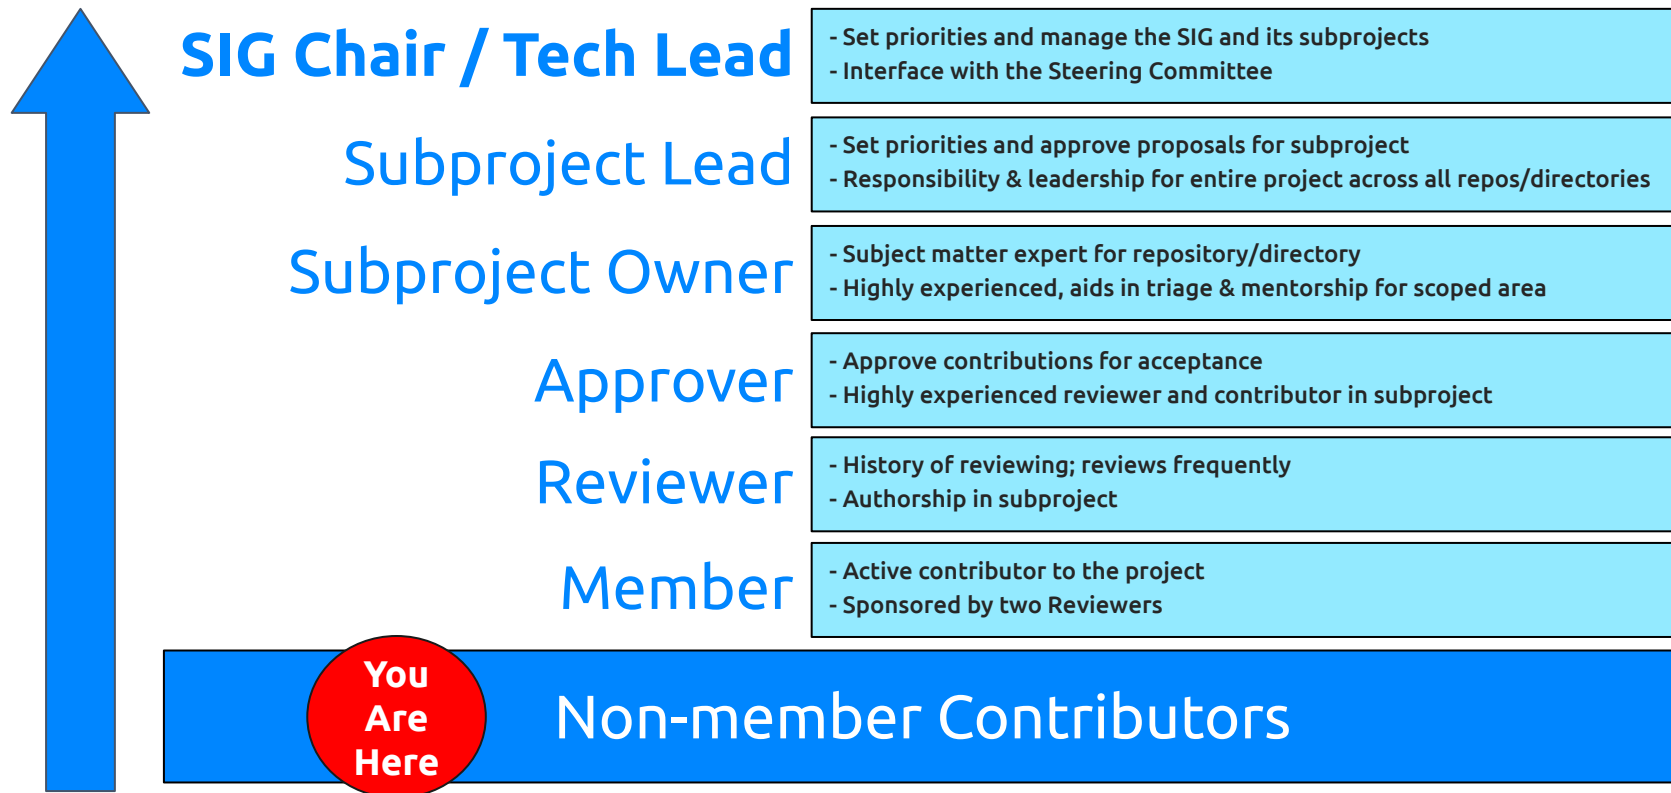 SIG Chair / Tech Lead
- Set priorities and manage the SIG and its subprojects
- Interface with the Steering Committee
Subproject Lead
- Set priorities and approve proposals for subproject
- Responsibility & leadership for entire project across all repos/directories
Subproject Owner
- Subject matter expert for repository/directory
- Highly experienced, aids in triage & mentorship for scoped area
Approver
- Approve contributions for acceptance
- Highly experienced reviewer and contributor in subproject
Reviewer
- History of reviewing; reviews frequently
- Authorship in subproject
Member
- Active contributor to the project
- Sponsored by two Reviewers
You
Are
Here
Non-member Contributors